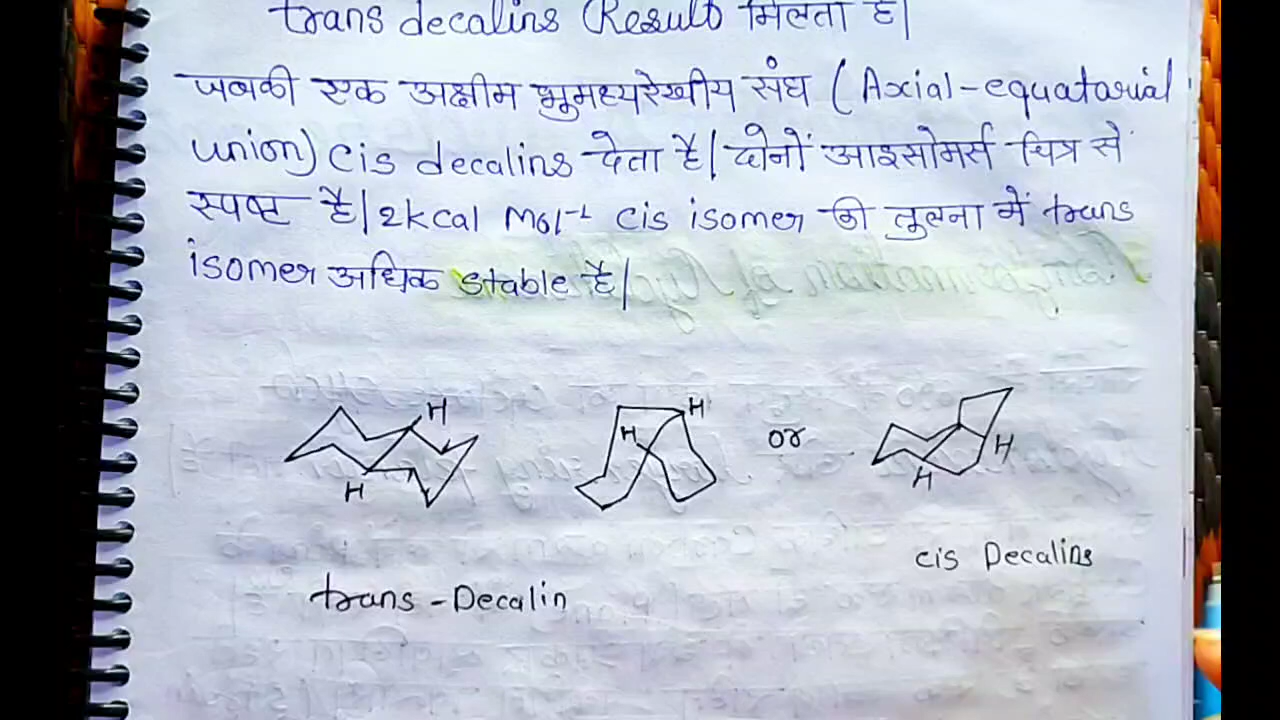 trans decalins (Result मिलता है|
जबकी एक अक्षीम भूमध्यरेखीय संघ (Axial-equatarial
union) cis decalins देता है| दोनों आइसोमर्स चित्र से
स्पष्ट है| 2kcal Mol-1 cis isomer की तुलना में trans
isomer अधिक stable है|
H H or H
H H
cis Decalins
trans-Decalin